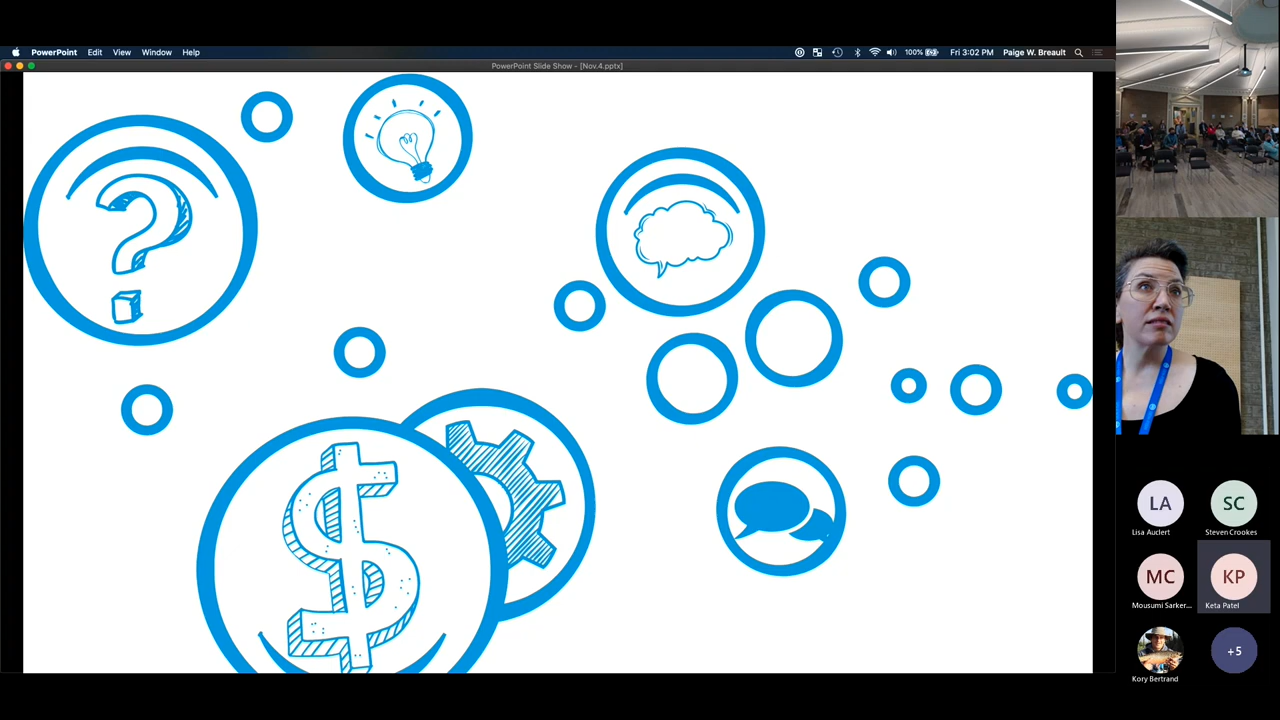 PowerPoint Edit View Window Help
100% Fri 3:02 PM Paige W. Breault
PowerPoint Slide Show - [Nov.4.pptx]
?
$
LA SC
Lisa Auclert Steven Crookes
MC KP
Mousumi Sarker... Keta Patel
+5
Kory Bertrand